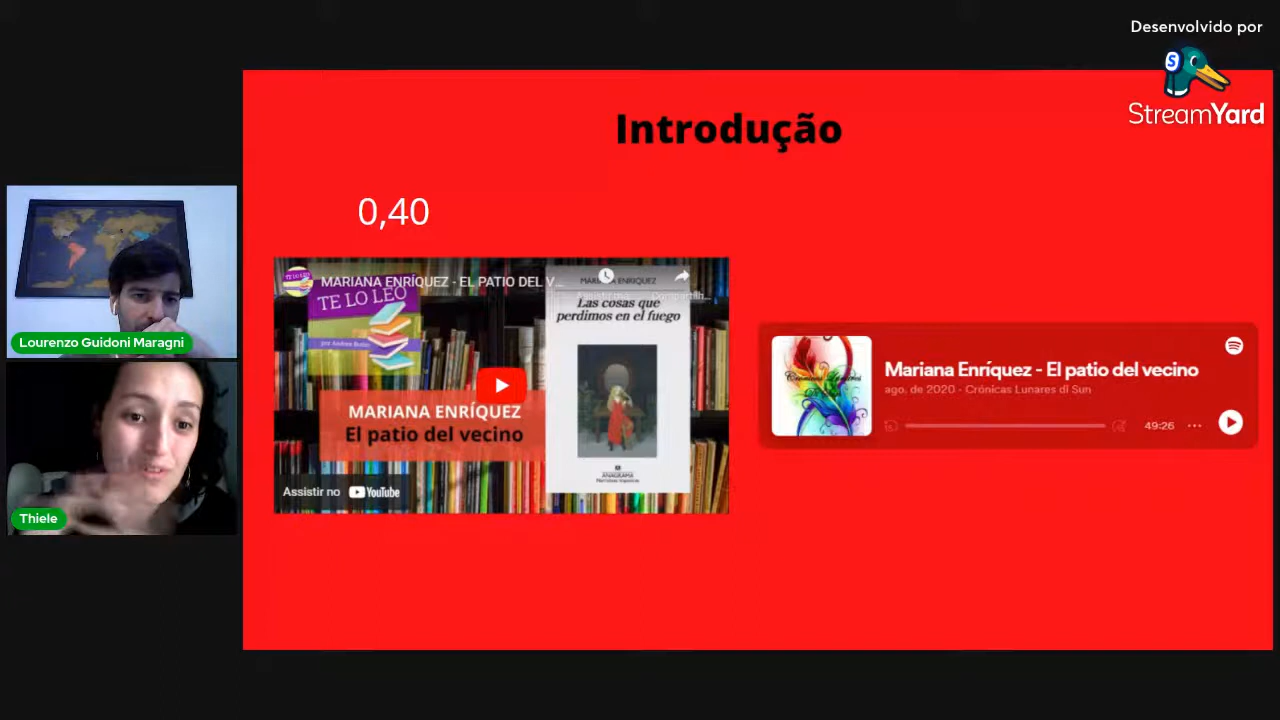 Desenvolvido por
StreamYard
Introdução
0,40
MARIANA ENRÍQUEZ - EL PATIO DEL V...
TE LO LEO
MARIANA ENRÍQUEZ
El patio del vecino
Assistir no YouTube
Las cosas que
perdimos en el fuego
ANAGRAMA
Mariana Enríquez - El patio del vecino
ago. de 2020 - Crónicas Lunares di Sun
49:26
Lourenzo Guidoni Maragni
Thiele